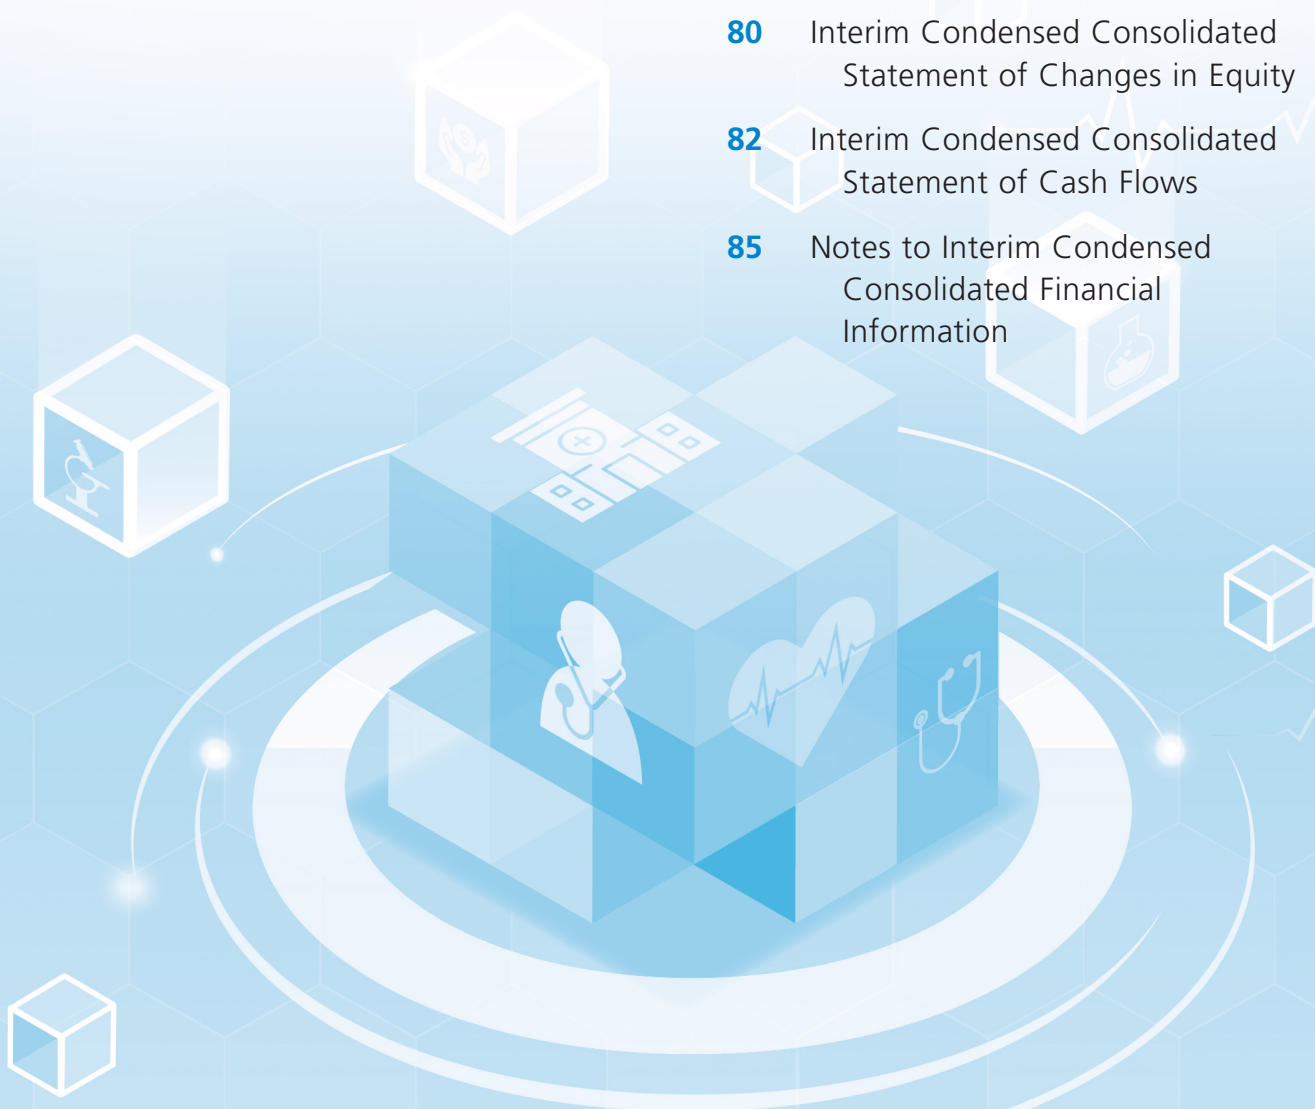 80 Interim Condensed Consolidated
Statement of Changes in Equity
82 Interim Condensed Consolidated
Statement of Cash Flows
85 Notes to Interim Condensed
Consolidated Financial
Information